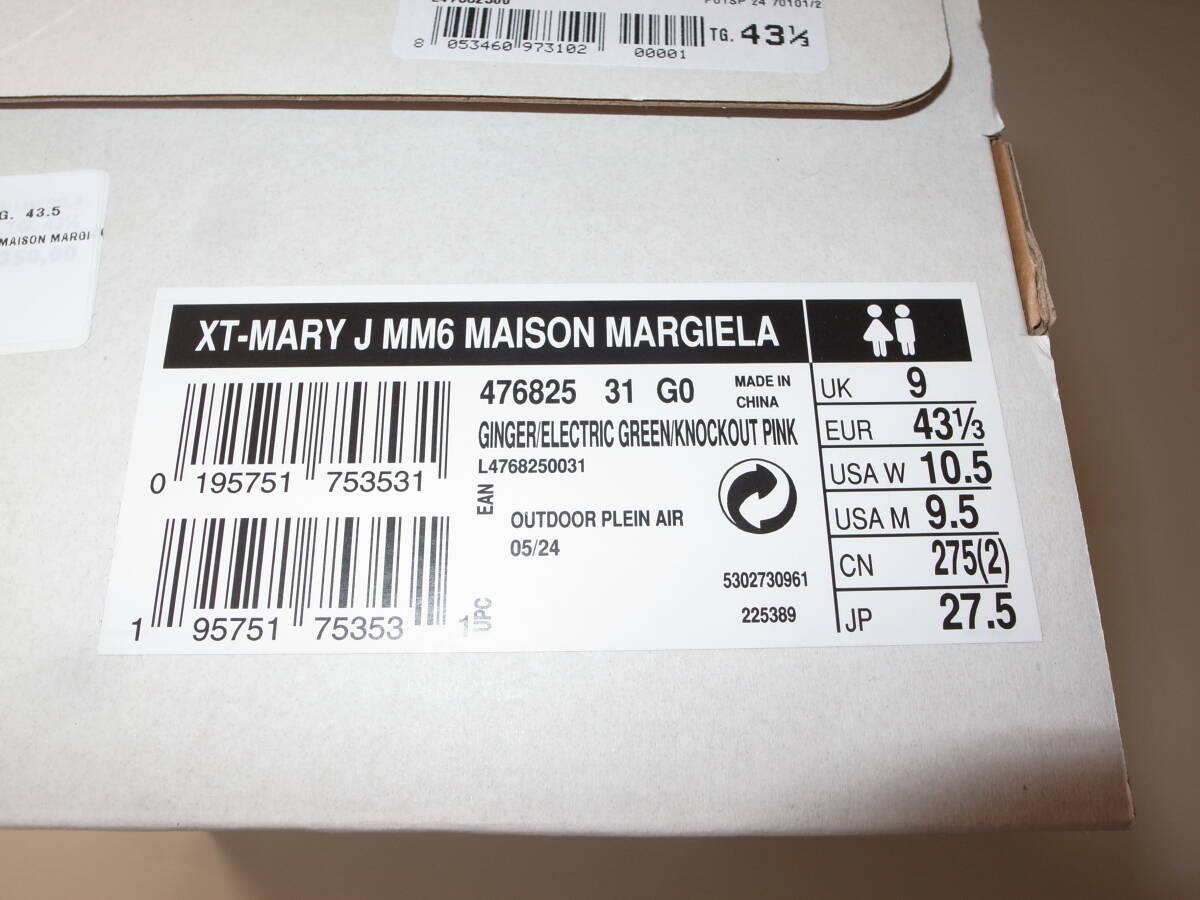 TG. 43⅓
8 053460 973102
00001
G. 43.5
MAISON MARGI
XT-MARY J MM6 MAISON MARGIELA
476825 31 G0 MADE IN
CHINA
GINGER/ELECTRIC GREEN/KNOCKOUT PINK
L4768250031
0 195751 753531
EAN
OUTDOOR PLEIN AIR
05/24
5302730961
225389
1 95751 75353 1
UPC
UK 9
EUR 43⅓
USA W 10.5
USA M 9.5
CN 275(2)
JP 27.5